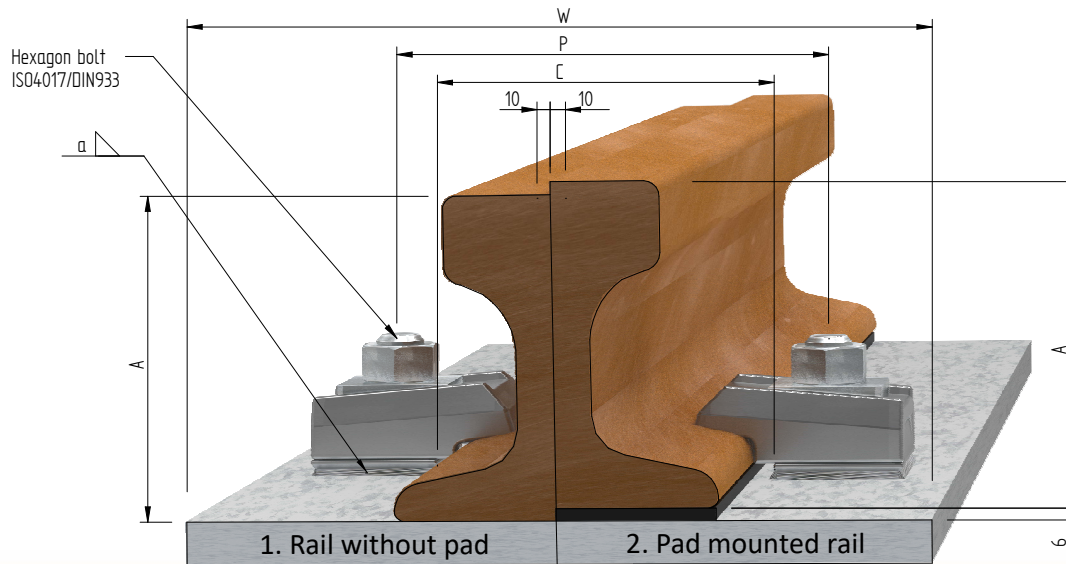 W
P
Hexagon bolt
ISO4017/DIN933
C
10
10
a
A
A
6
1. Rail without pad
2. Pad mounted rail